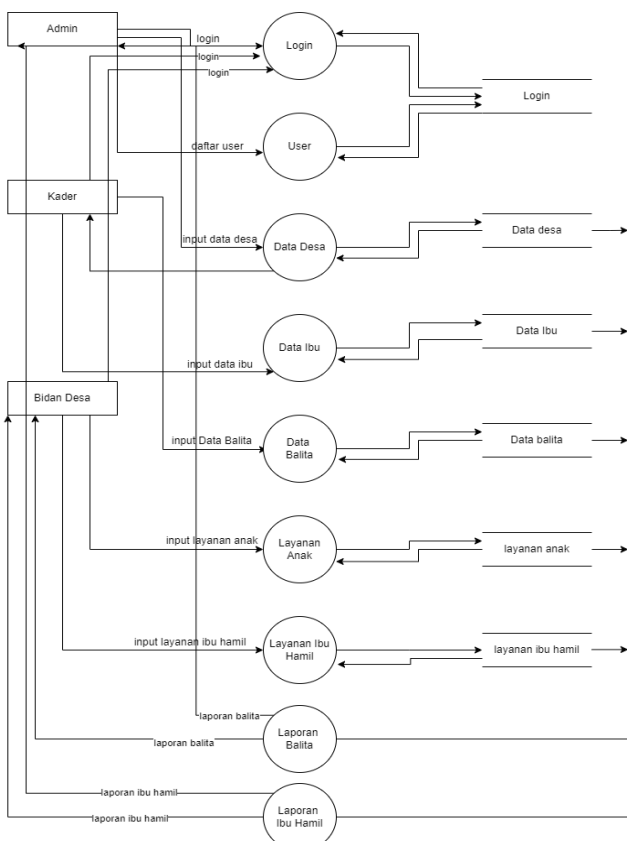 Admin
login
Login
login
login
Login
daftar user
User
Kader
input data desa
Data Desa
Data desa
Data Ibu
Data Ibu
input data ibu
Bidan Desa
input Data Balita
Data
Balita
Data balita
input layanan anak
Layanan
Anak
layanan anak
input layanan ibu hamil
Layanan Ibu
Hamil
layanan ibu hamil
laporan balita
laporan balita
Laporan
Balita
laporan ibu hamil
laporan ibu hamil
Laporan
Ibu Hamil